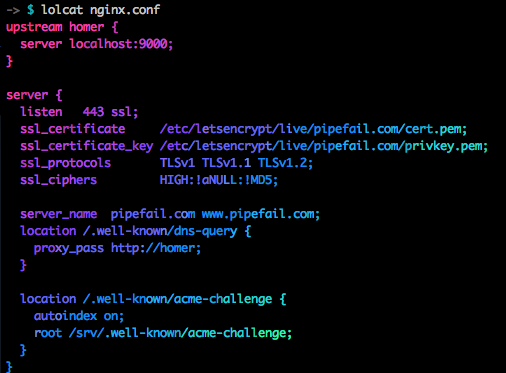 -> $ lolcat nginx.conf
upstream homer {
  server localhost:9000;
}

server {
  listen   443 ssl;
  ssl_certificate     /etc/letsencrypt/live/pipefail.com/cert.pem;
  ssl_certificate_key /etc/letsencrypt/live/pipefail.com/privkey.pem;
  ssl_protocols       TLSv1 TLSv1.1 TLSv1.2;
  ssl_ciphers         HIGH:!aNULL:!MD5;

  server_name  pipefail.com www.pipefail.com;
  location /.well-known/dns-query {
    proxy_pass http://homer;
  }

  location /.well-known/acme-challenge {
    autoindex on;
    root /srv/.well-known/acme-challenge;
  }
}